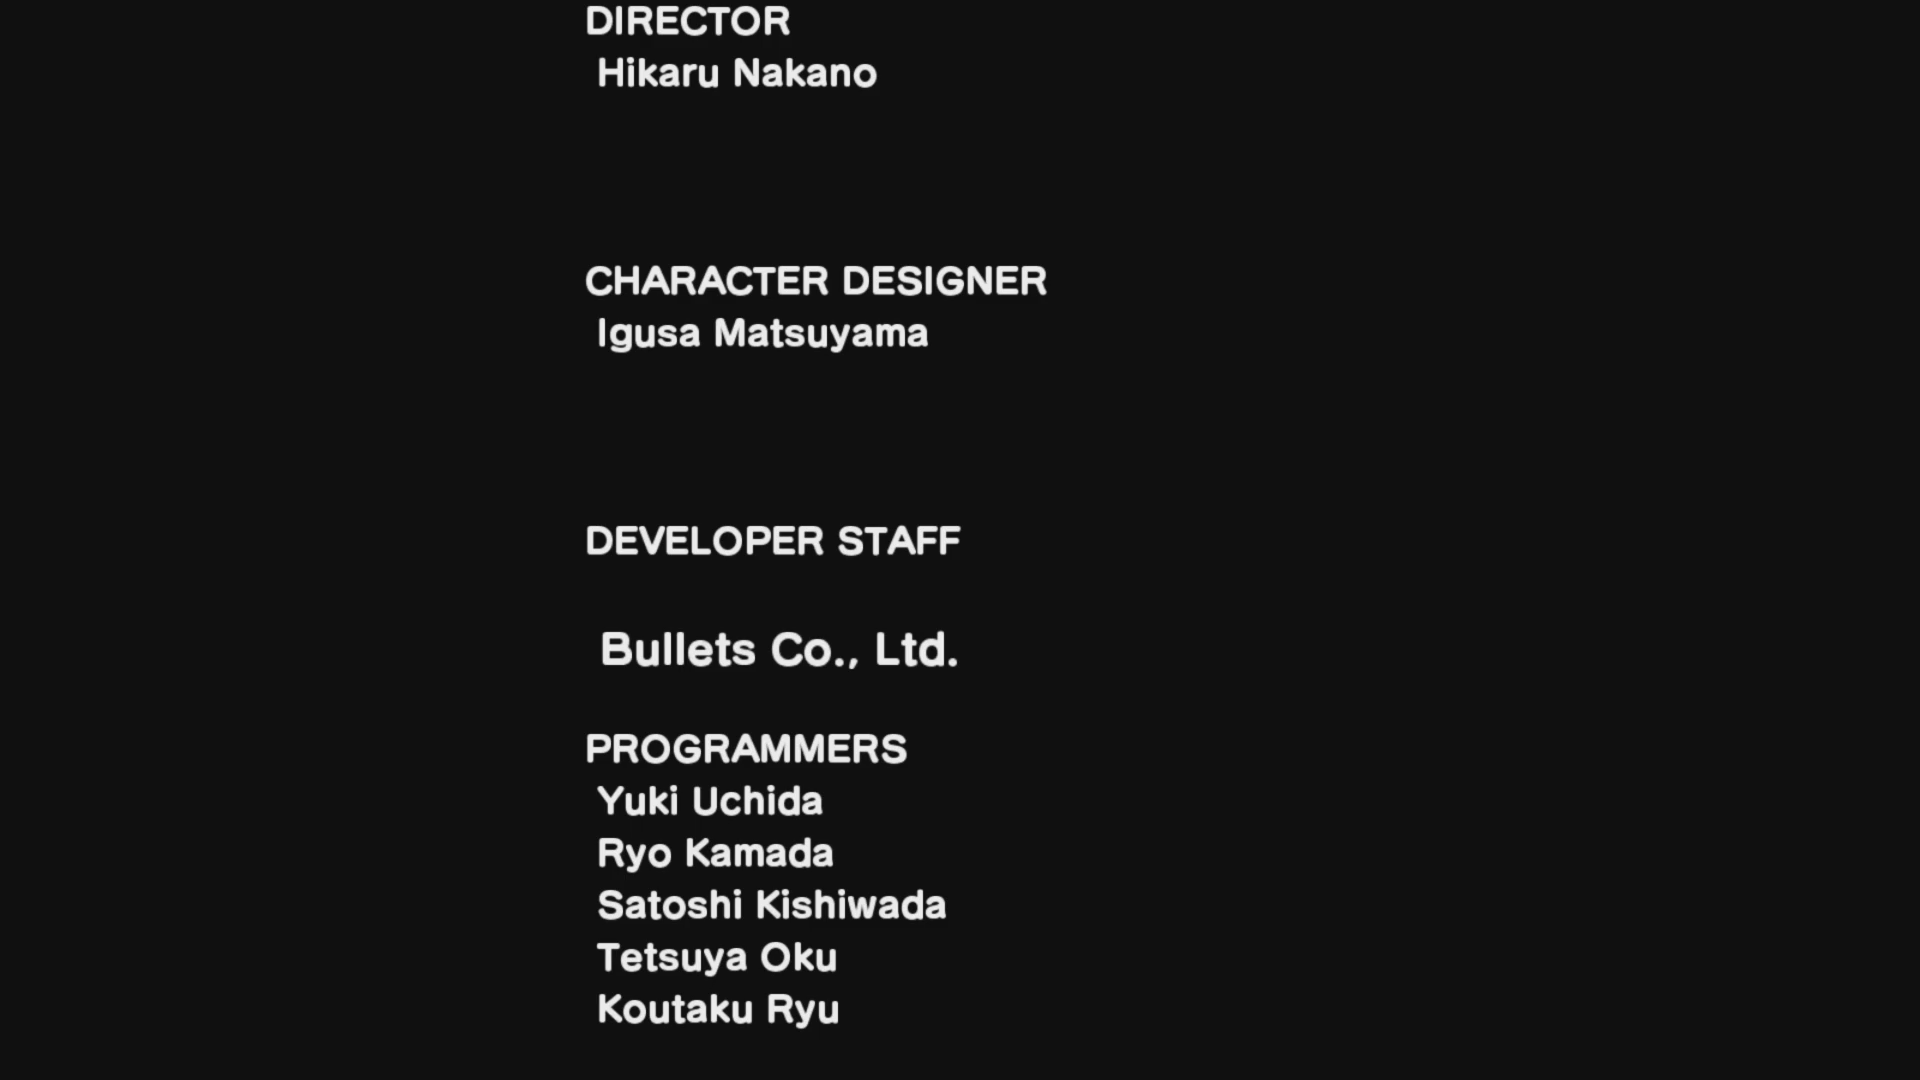 DIRECTOR
Hikaru Nakano
CHARACTER DESIGNER
Igusa Matsuyama
DEVELOPER STAFF
Bullets Co., Ltd.
PROGRAMMERS
Yuki Uchida
Ryo Kamada
Satoshi Kishiwada
Tetsuya Oku
Koutaku Ryu